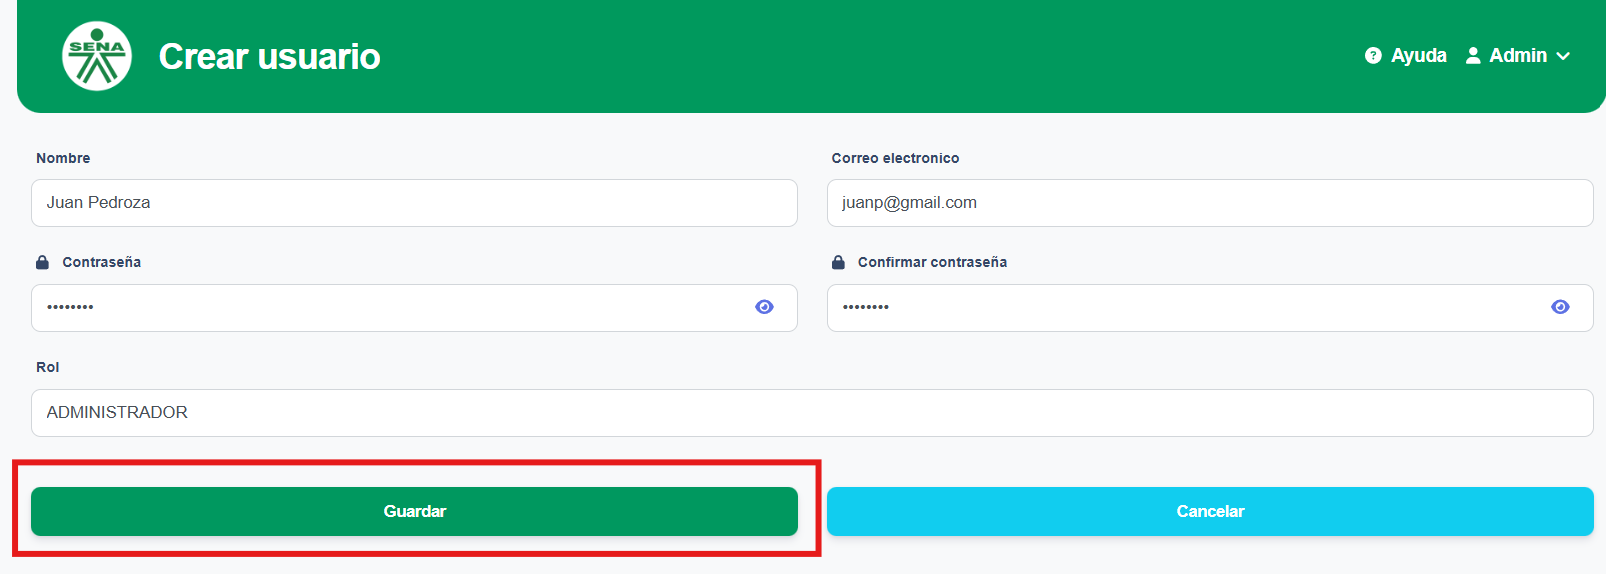 SENA
Crear usuario
Ayuda
Admin
Nombre
Correo electronico
Juan Pedroza
juanp@gmail.com
Contraseña
Confirmar contraseña
••••••••
••••••••
Rol
ADMINISTRADOR
Guardar
Cancelar